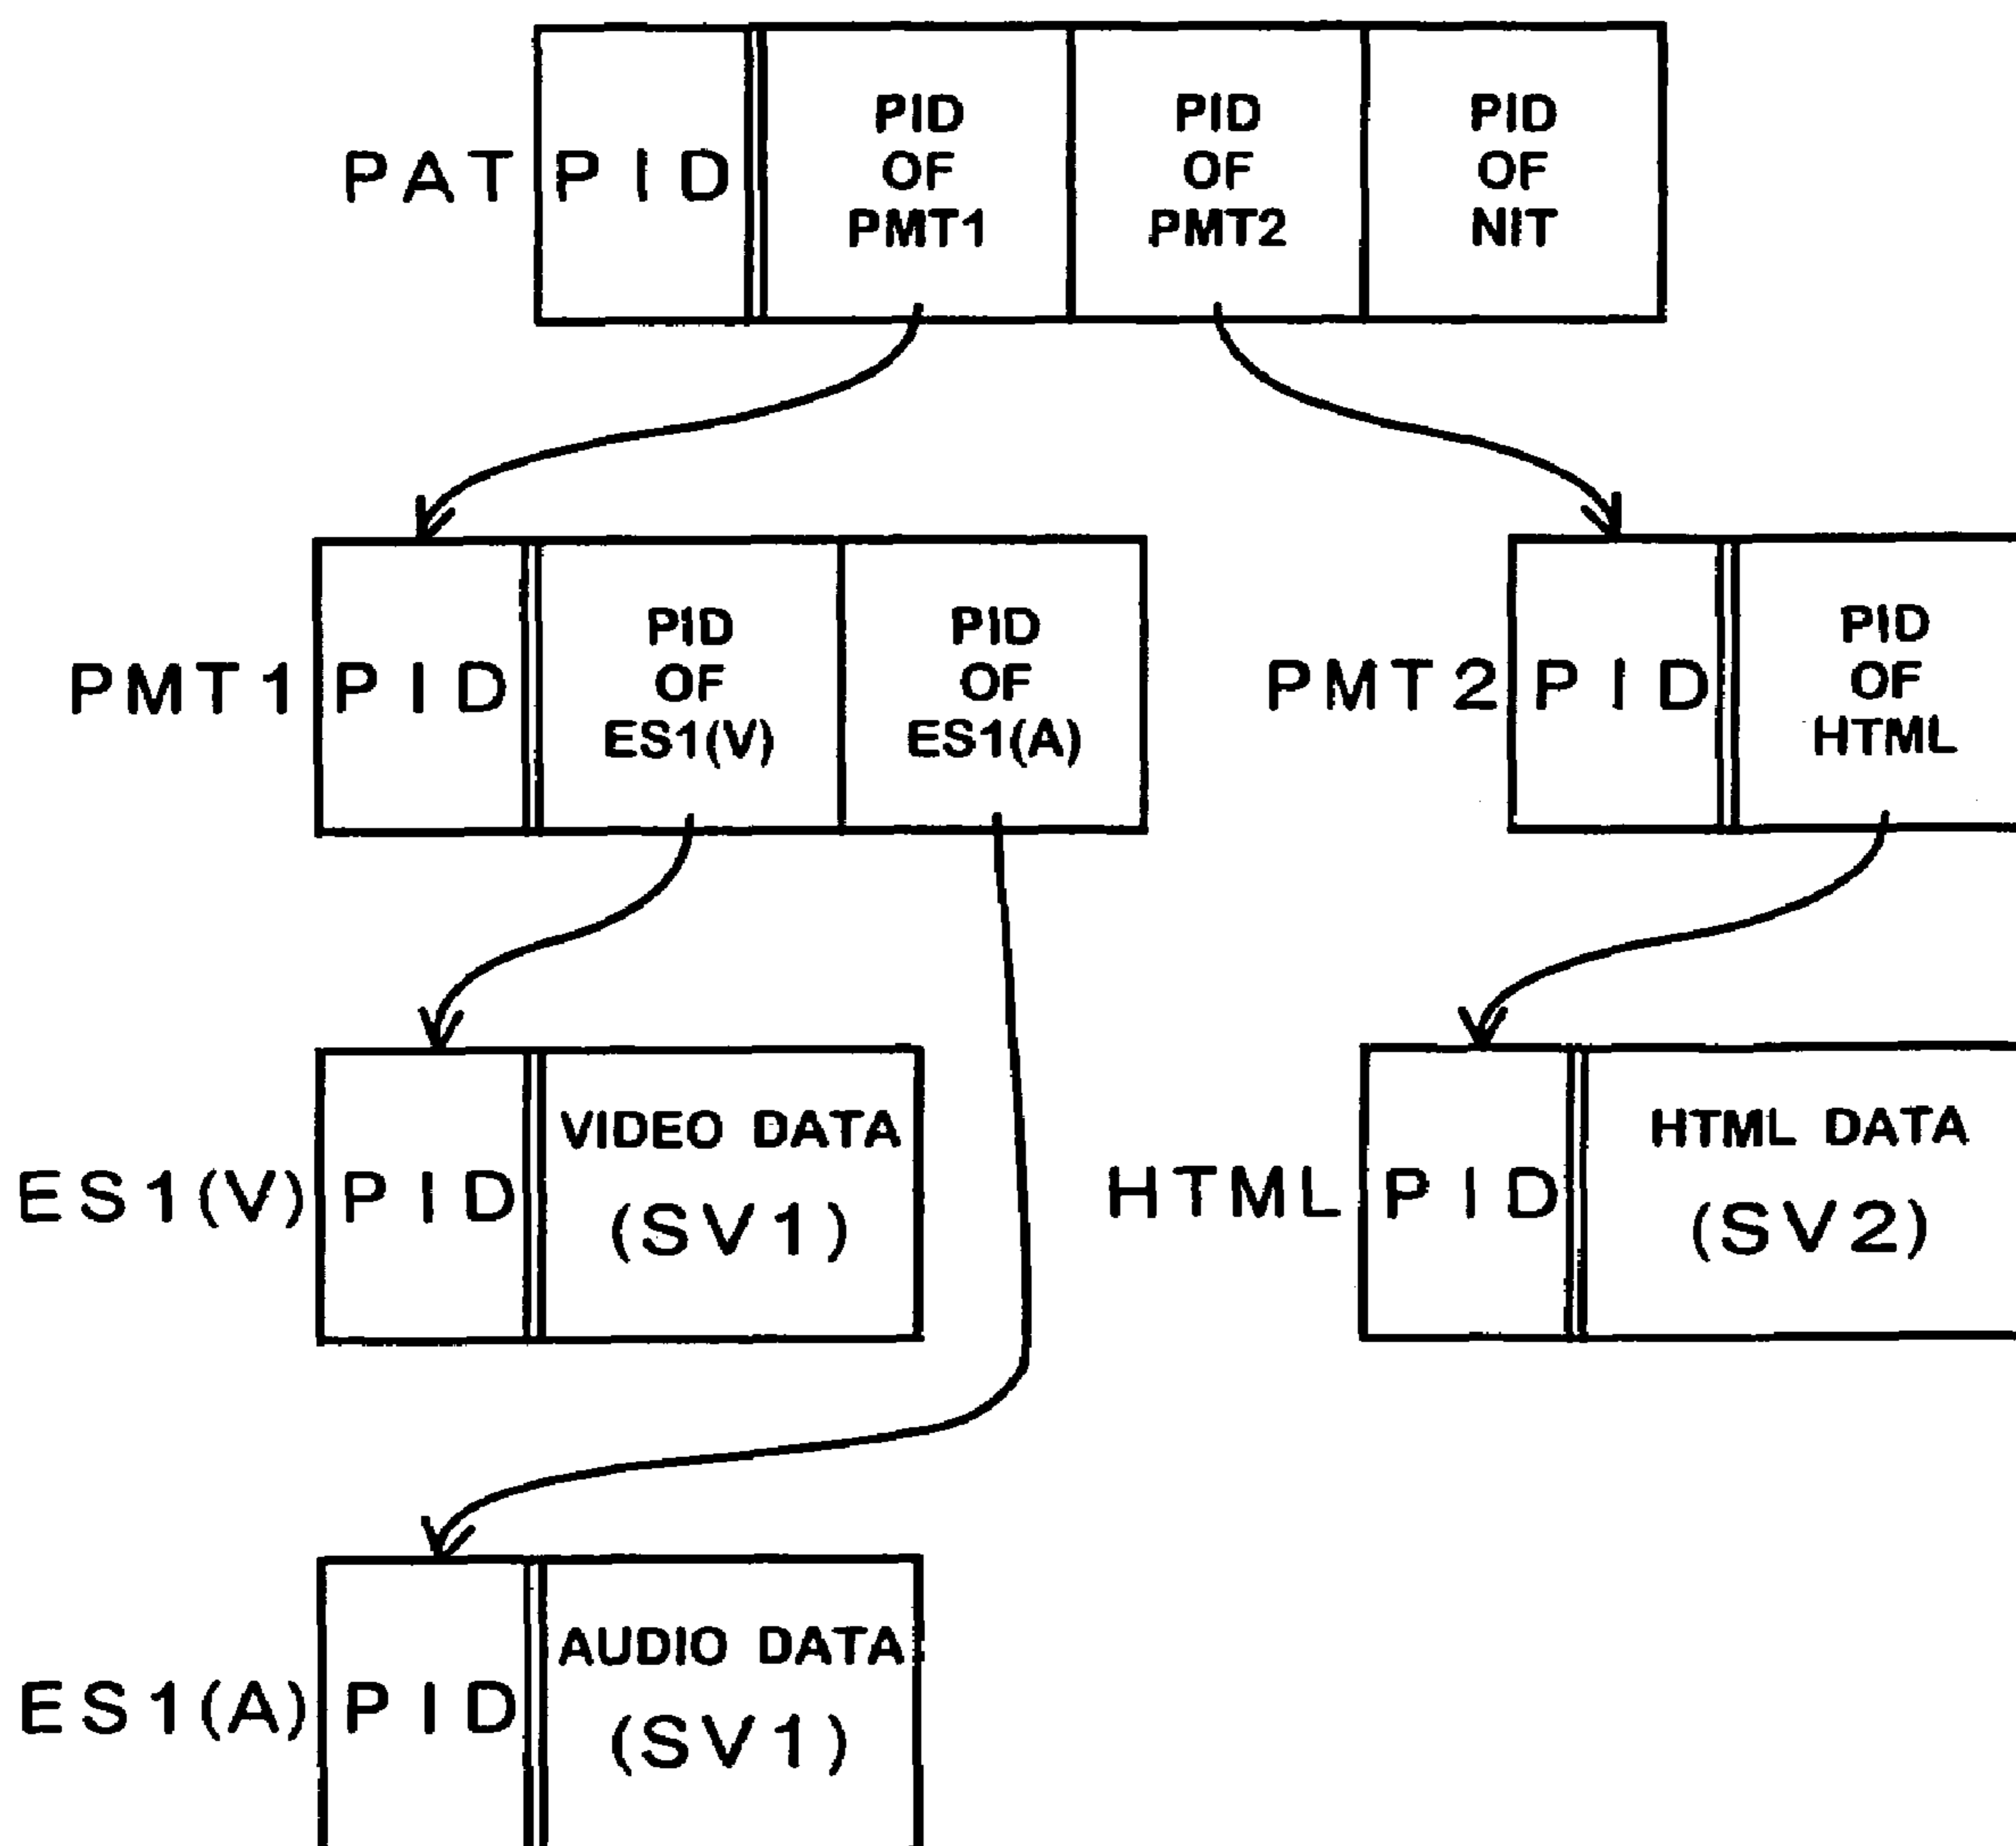 PAT
PID
PID
OF
PMT1
PID
OF
PMT2
PID
OF
NIT
PMT1
PID
PID
OF
ES1(V)
PID
OF
ES1(A)
PMT2
PID
PID
OF
HTML
ES1(V)
PID
VIDEO DATA
(SV1)
HTML
PID
HTML DATA
(SV2)
ES1(A)
PID
AUDIO DATA
(SV1)